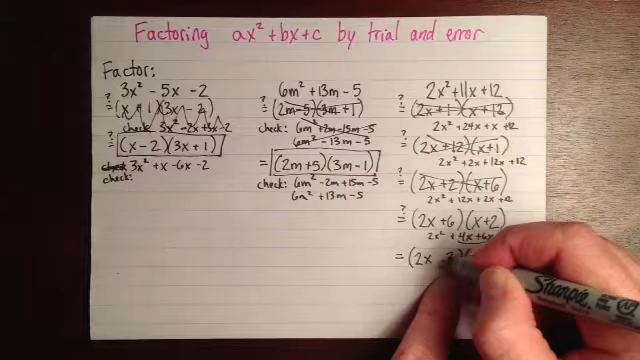 Factoring ax² + bx + c by trial and error
Factor:
3x² - 5x - 2
?= (x + 1)(3x - 2)
check: 3x² - 2x + 3x - 2
?= (x - 2)(3x + 1)
check 3x² + x - 6x - 2
check:
6m² + 13m - 5
?= (2m - 5)(3m + 1)
check: 6m² + 2m - 15m - 5
6m² - 13m - 5
= (2m + 5)(3m - 1)
check: 6m² - 2m + 15m - 5
6m² + 13m - 5
2x² + 11x + 12
?= (2x + 1)(x + 12)
2x² + 24x + x + 12
?= (2x + 12)(x + 1)
2x² + 2x + 12x + 12
?= (2x + 2)(x + 6)
2x² + 12x + 2x + 12
?= (2x + 6)(x + 2)
2x² + 4x + 6x
= (2x
Sharpie